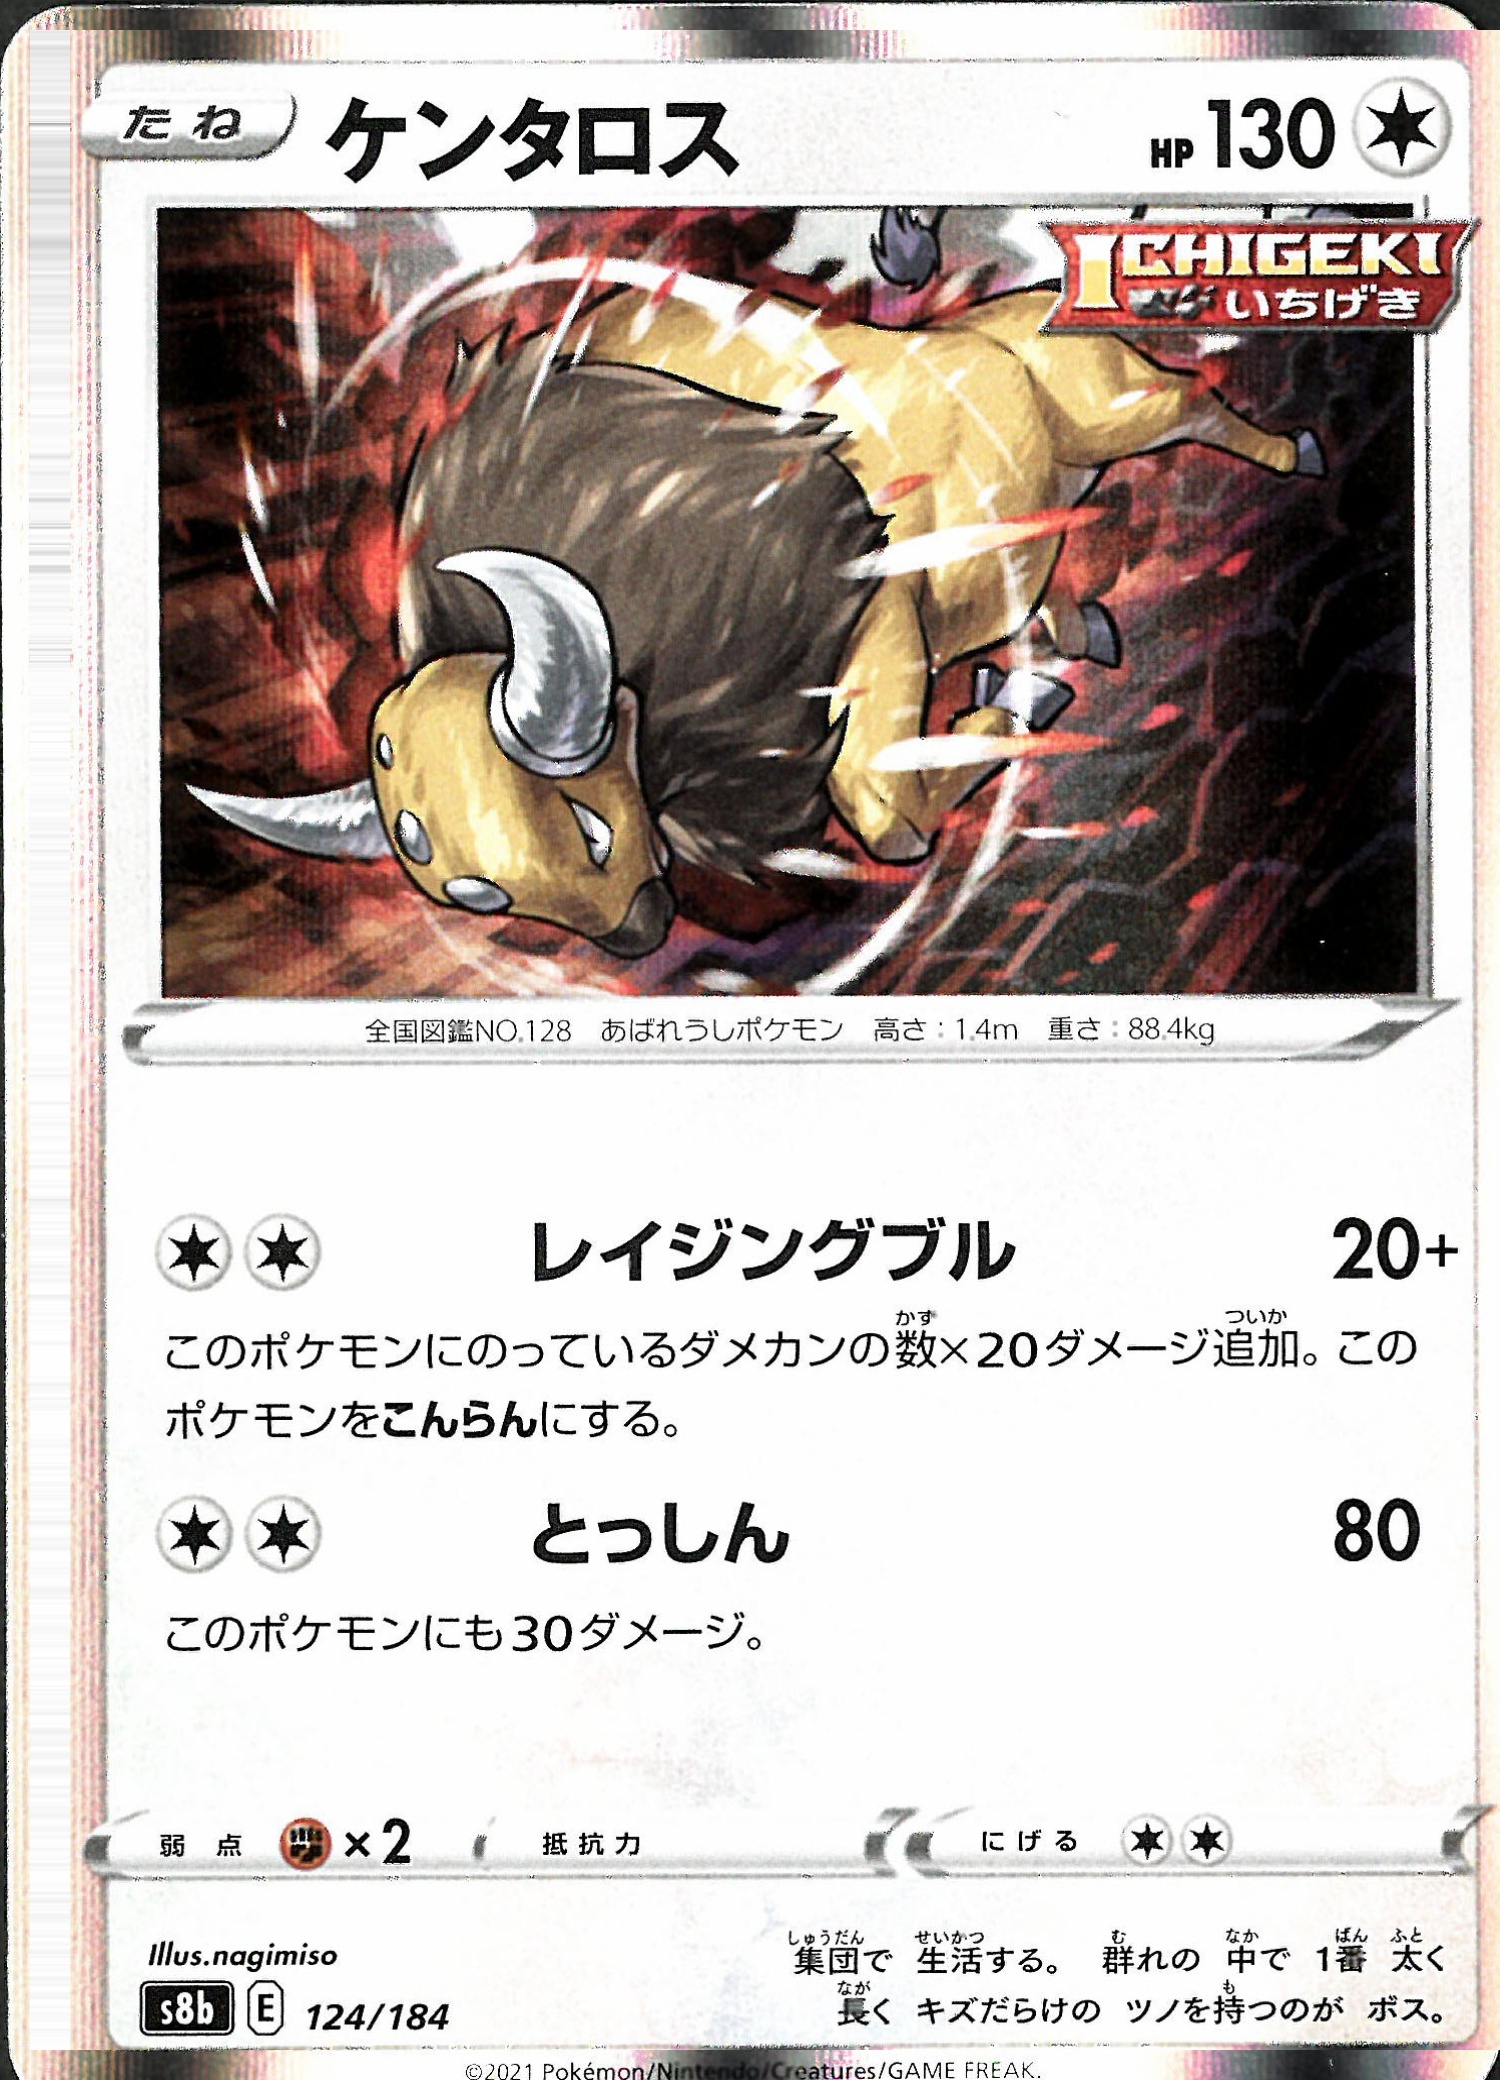 たね ケンタロス HP 130
ICHIGEKI
いちげき
全国図鑑NO.128 あばれうしポケモン 高さ:1.4m 重さ:88.4kg
レイジングブル 20+
かず ついか
このポケモンにのっているダメカンの数×20ダメージ追加。この
ポケモンをこんらんにする。
とっしん 80
このポケモンにも30ダメージ。
弱点 ×2 抵抗力 にげる
Illus.nagimiso
しゅうだん せいかつ む なか ばん ふと
集団で 生活する。 群れの 中で 1番 太く
なが も
長く キズだらけの ツノを持つのが ボス。
s8b E 124/184
©2021 Pokémon/Nintendo/Creatures/GAME FREAK.